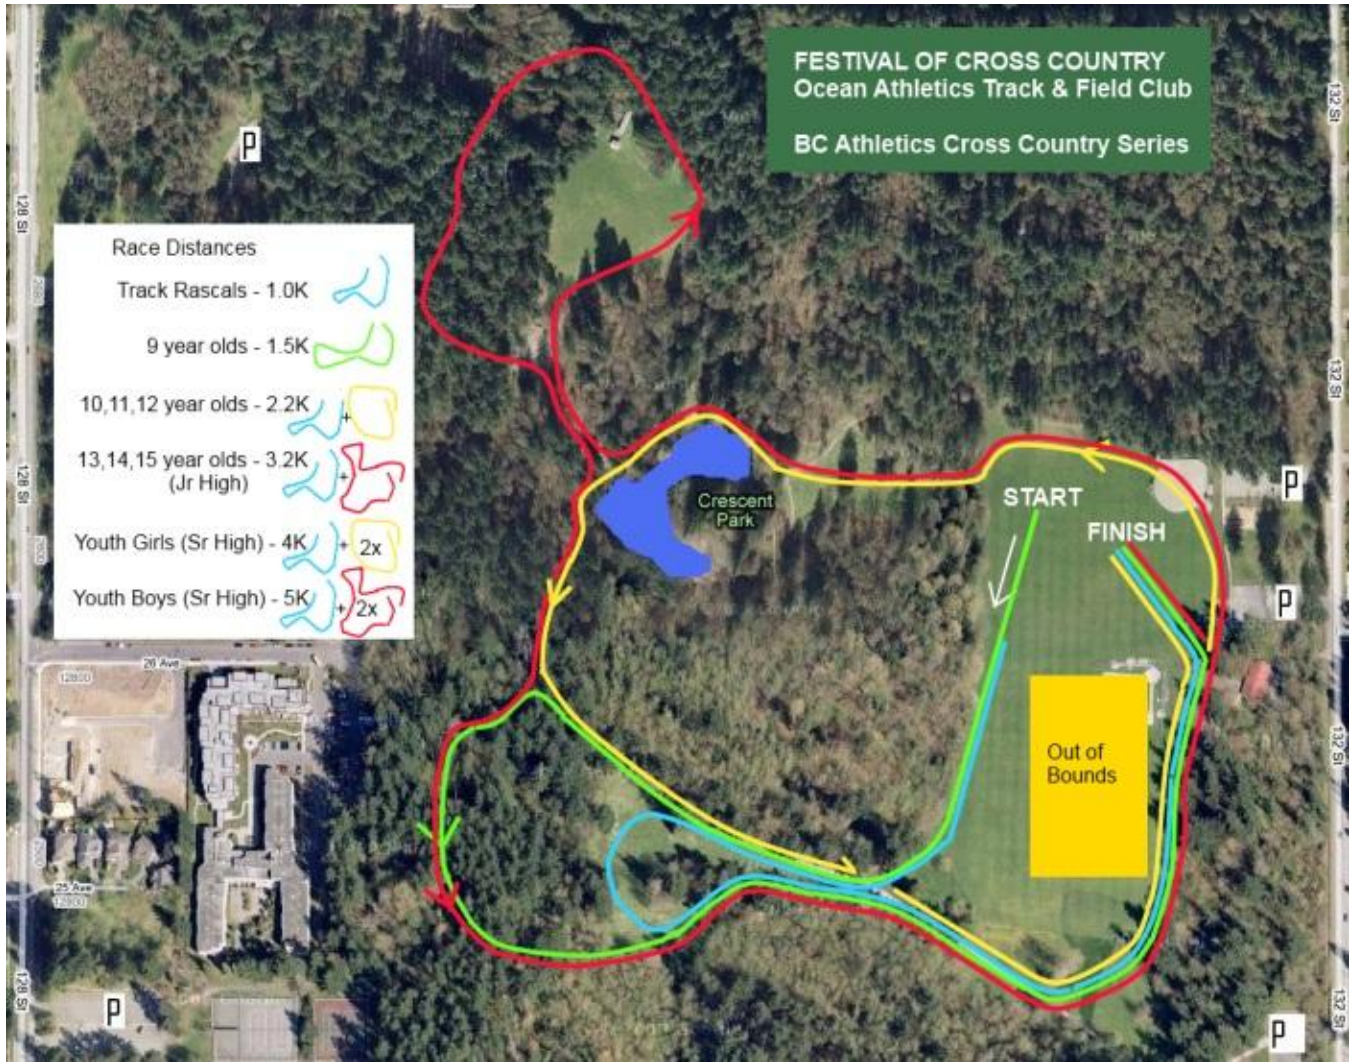 FESTIVAL OF CROSS COUNTRY
Ocean Athletics Track & Field Club
BC Athletics Cross Country Series
P
128 St
132 St
Race Distances
Track Rascals - 1.0K
9 year olds - 1.5K
10,11,12 year olds - 2.2K
+
13,14,15 year olds - 3.2K
(Jr High)
+
Youth Girls (Sr High) - 4K
+ 2x
Youth Boys (Sr High) - 5K
+ 2x
132 St
128 St
START
P
Crescent
Park
FINISH
P
26 Ave
12800
Out of
Bounds
132 St
25 Ave
12800
128 St
P
132 St
P